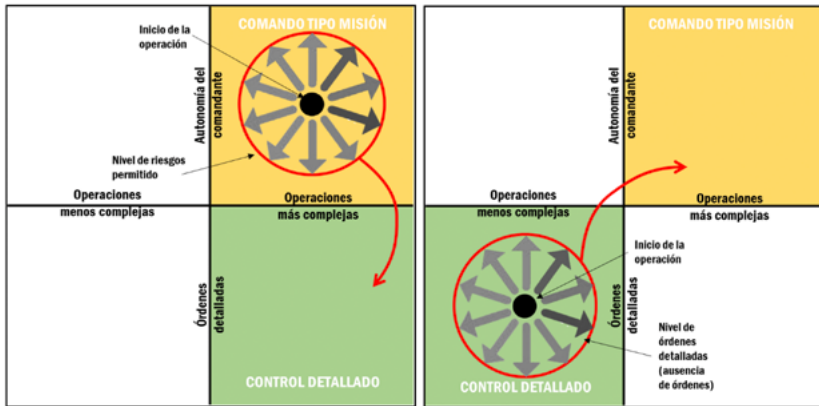 COMANDO TIPO MISIÓN
Inicio de la
operación
Autonomía del
comandante
Nivel de riesgos
permitido
Operaciones
menos complejas
Operaciones
más complejas
Órdenes
detalladas
CONTROL DETALLADO
COMANDO TIPO MISIÓN
Autonomía del
comandante
Operaciones
menos complejas
Operaciones
más complejas
Inicio de la
operación
Órdenes
detalladas
Nivel de
órdenes
detalladas
(ausencia
de órdenes)
CONTROL DETALLADO